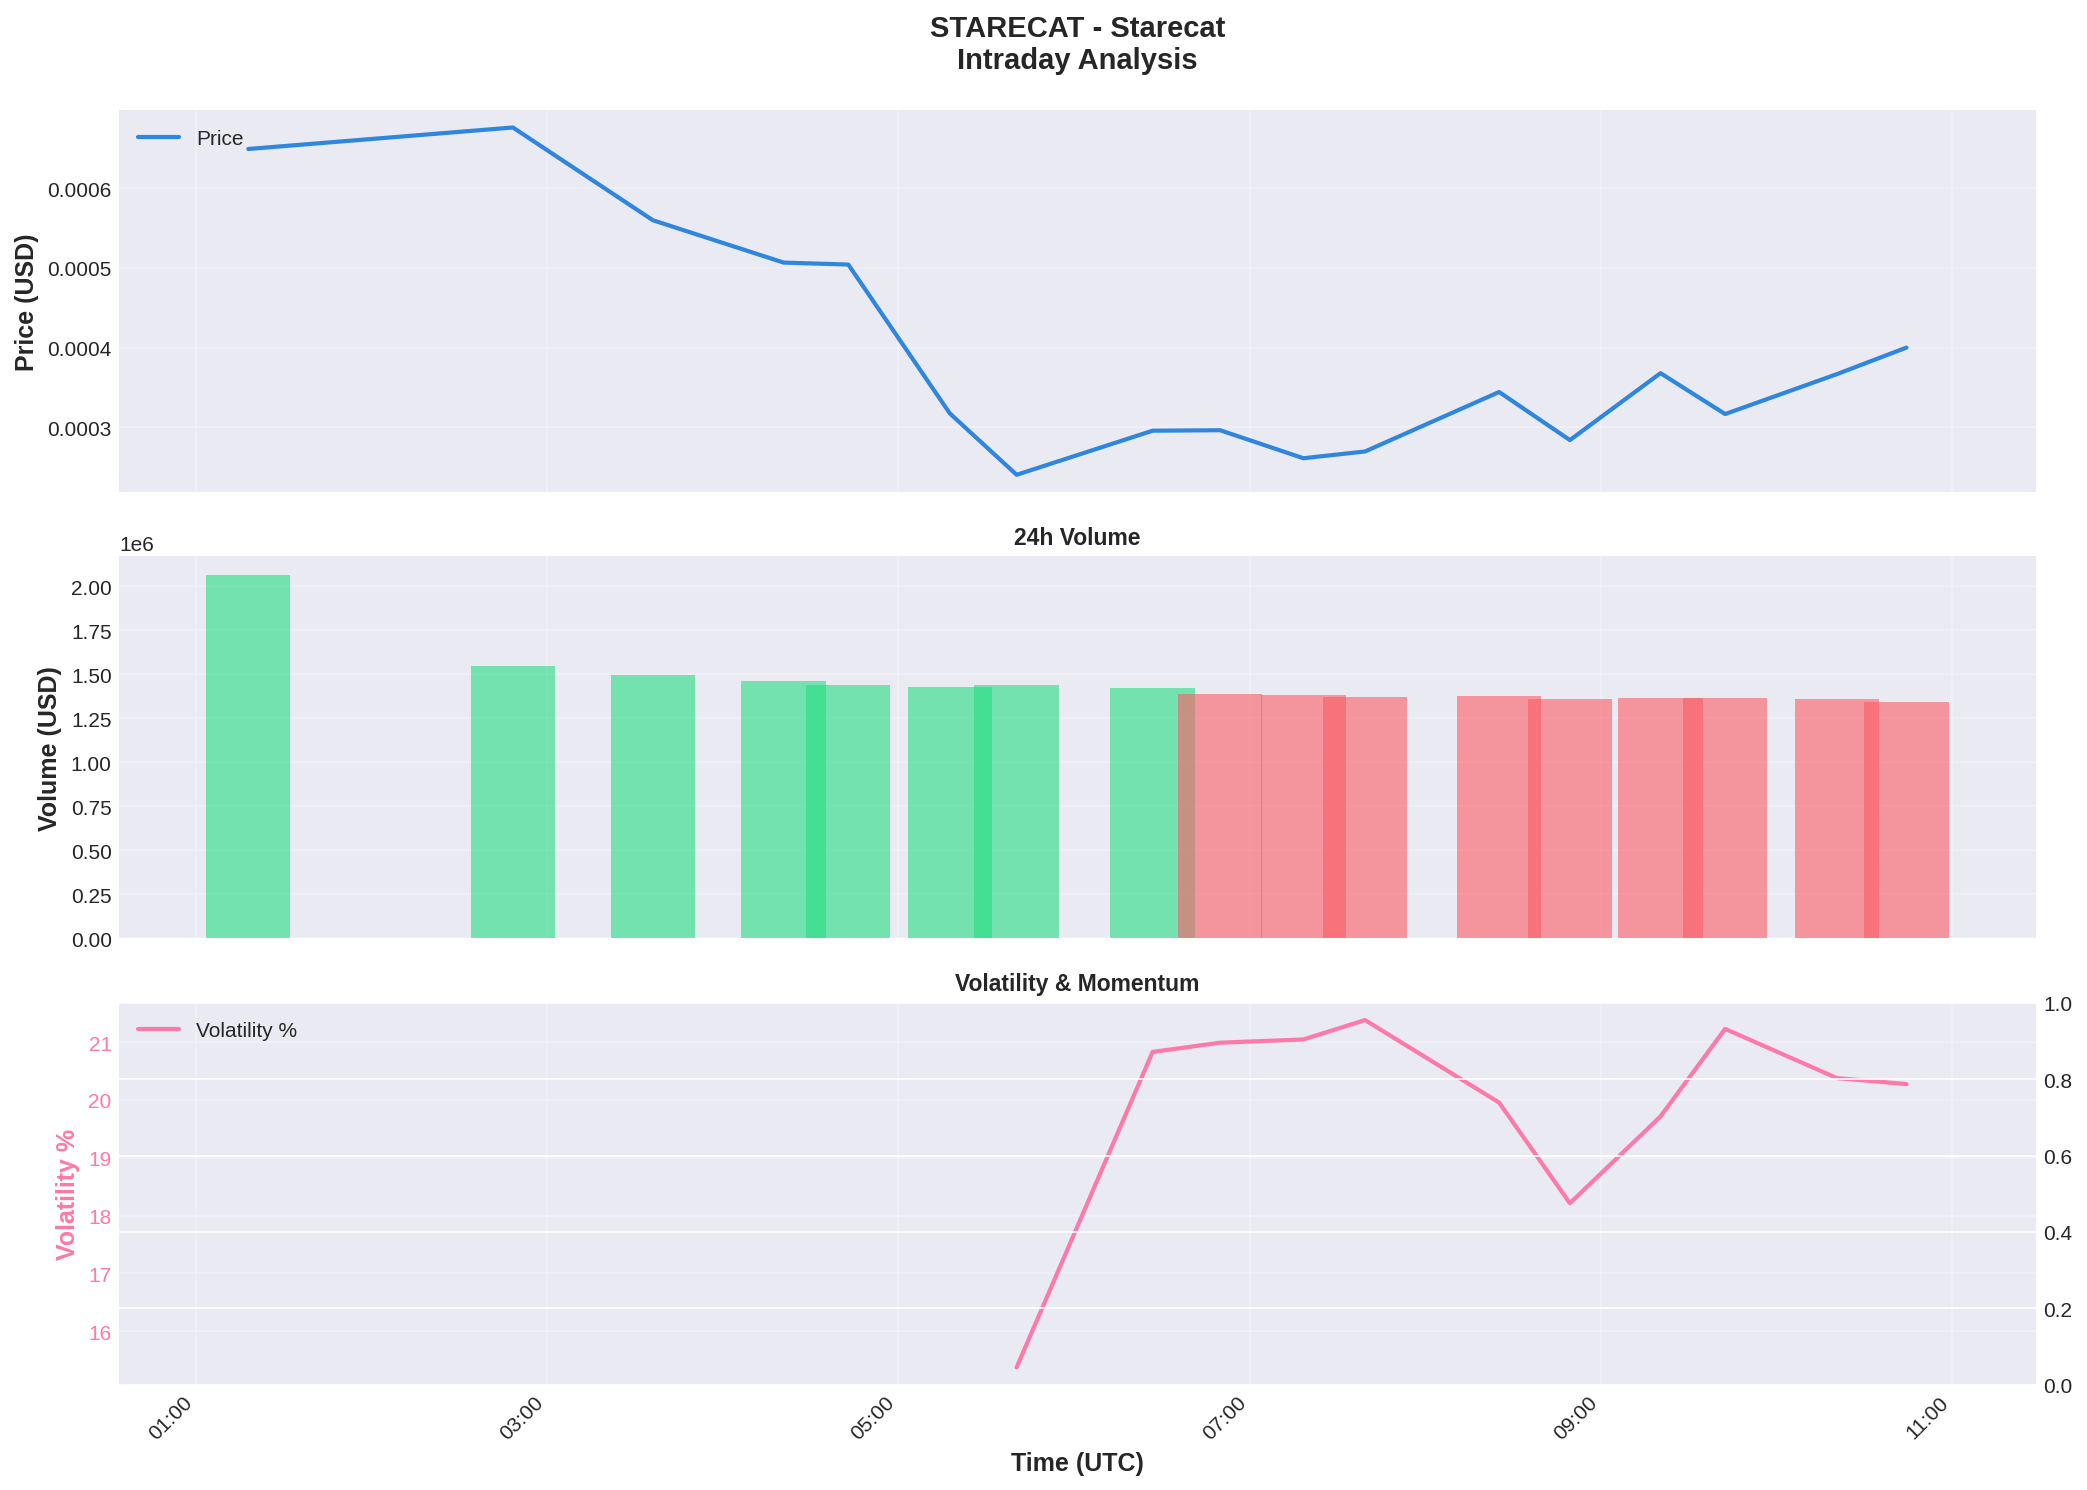 STARECAT - Starecat
Intraday Analysis
Price
0.0006
0.0005
0.0004
0.0003
Price (USD)
24h Volume
1e6
2.00
1.75
1.50
1.25
1.00
0.75
0.50
0.25
0.00
Volume (USD)
Volatility & Momentum
Volatility %
21
20
19
18
17
16
Volatility %
1.0
0.8
0.6
0.4
0.2
0.0
01:00
03:00
05:00
07:00
09:00
11:00
Time (UTC)